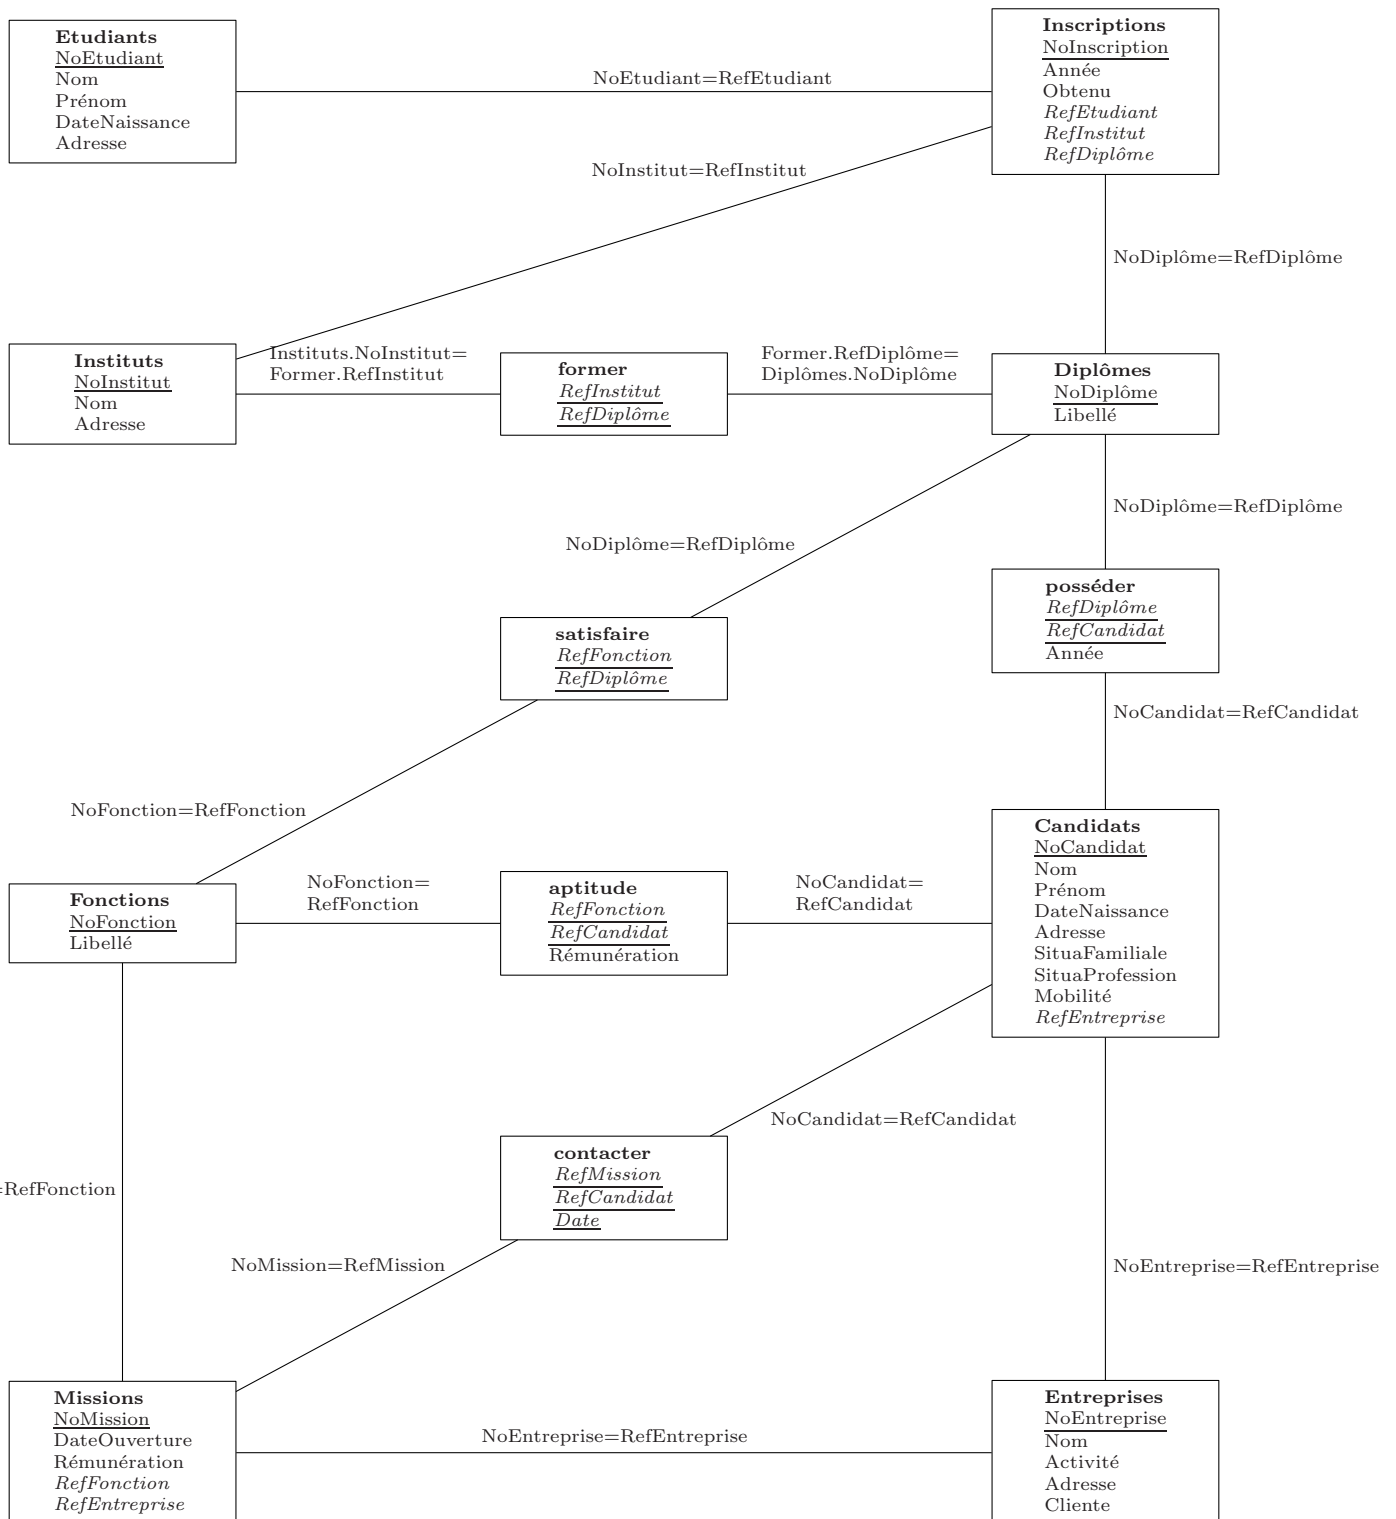 Etudiants
NoEtudiant
Nom
Prénom
DateNaissance
Adresse
NoEtudiant=RefEtudiant
Inscriptions
NoInscription
Année
Obtenu
RefEtudiant
RefInstitut
RefDiplôme
NoInstitut=RefInstitut
NoDiplôme=RefDiplôme
Instituts
NoInstitut
Nom
Adresse
Instituts.NoInstitut=
Former.RefInstitut
former
RefInstitut
RefDiplôme
Former.RefDiplôme=
Diplômes.NoDiplôme
Diplômes
NoDiplôme
Libellé
NoDiplôme=RefDiplôme
NoDiplôme=RefDiplôme
posséder
RefDiplôme
RefCandidat
Année
satisfaire
RefFonction
RefDiplôme
NoCandidat=RefCandidat
NoFonction=RefFonction
Candidats
NoCandidat
Nom
Prénom
DateNaissance
Adresse
SituaFamiliale
SituaProfession
Mobilité
RefEntreprise
Fonctions
NoFonction
Libellé
NoFonction=
RefFonction
aptitude
RefFonction
RefCandidat
Rémunération
NoCandidat=
RefCandidat
NoCandidat=RefCandidat
contacter
RefMission
RefCandidat
Date
=RefFonction
NoMission=RefMission
NoEntreprise=RefEntreprise
Missions
NoMission
DateOuverture
Rémunération
RefFonction
RefEntreprise
NoEntreprise=RefEntreprise
Entreprises
NoEntreprise
Nom
Activité
Adresse
Cliente